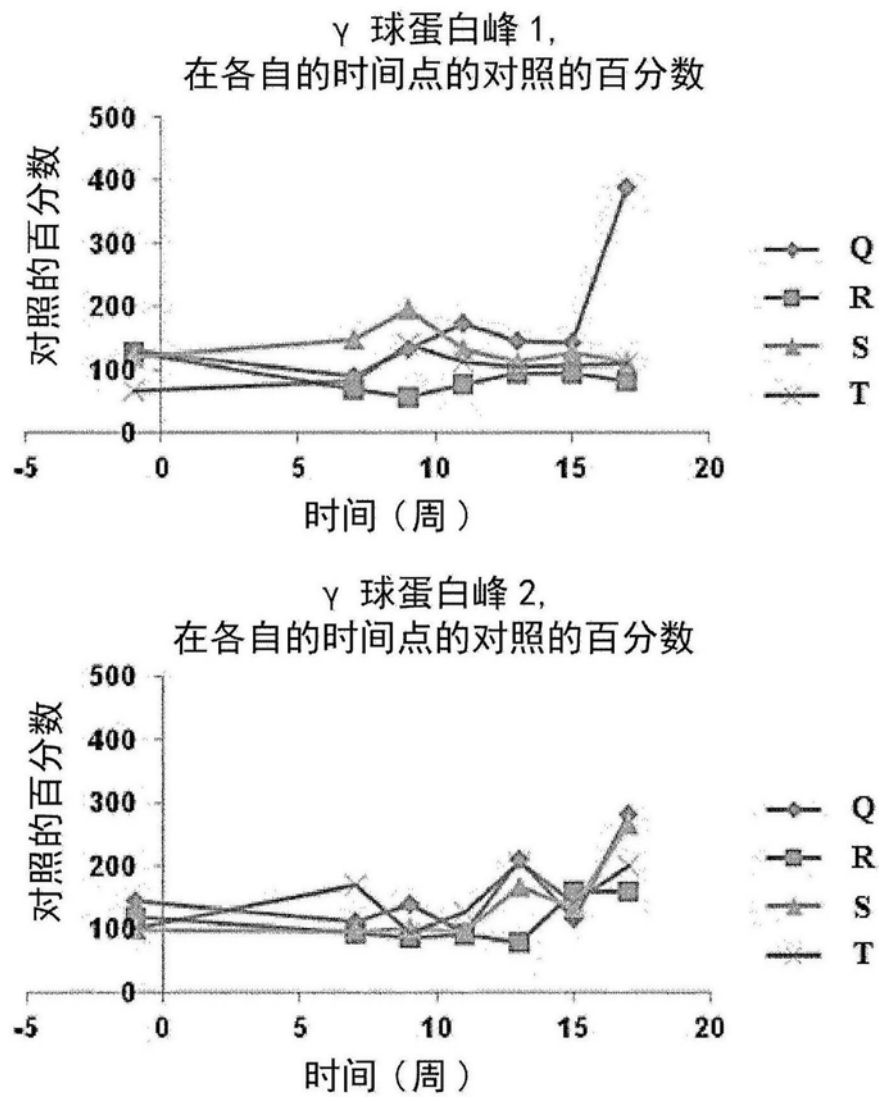 γ 球蛋白峰 1,
在各自的时间点的对照的百分数
对照的百分数
500
400
300
200
100
0
-5 0 5 10 15 20
时间（周）
Q
R
S
T
γ 球蛋白峰 2,
在各自的时间点的对照的百分数
对照的百分数
500
400
300
200
100
0
-5 0 5 10 15 20
时间（周）
Q
R
S
T